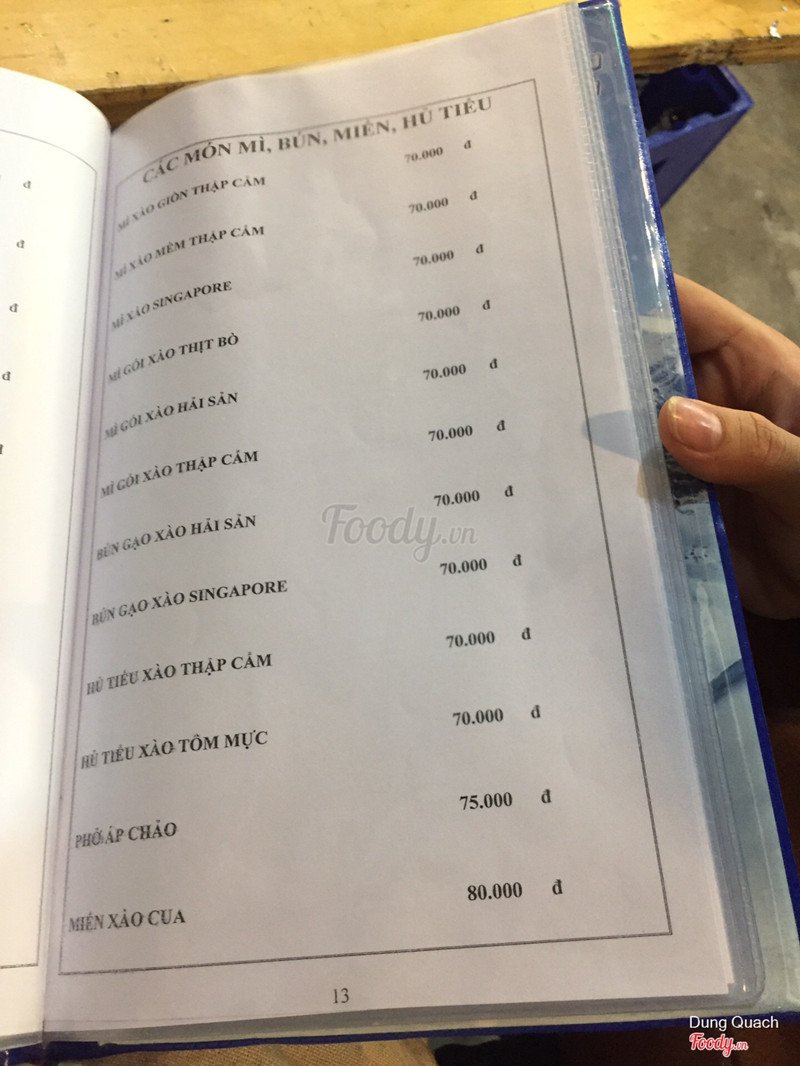 CÁC MÓN MÌ, BÚN, MIẾN, HỦ TIẾU
MÌ XÀO GIÒN THẬP CẨM 70.000 đ
MÌ XÀO MỀM THẬP CẨM 70.000 đ
MÌ XÀO SINGAPORE 70.000 đ
MÌ GÓI XÀO THỊT BÒ 70.000 đ
MÌ GÓI XÀO HẢI SẢN 70.000 đ
MÌ GÓI XÀO THẬP CẨM 70.000 đ
BÚN GẠO XÀO HẢI SẢN 70.000 đ
BÚN GẠO XÀO SINGAPORE 70.000 đ
HỦ TIẾU XÀO THẬP CẨM 70.000 đ
HỦ TIẾU XÀO TÔM MỰC 70.000 đ
PHỞ ÁP CHẢO 75.000 đ
MIẾN XÀO CUA 80.000 đ
13
đ
đ
đ
đ
Foody.vn
Dung Quach
Foody.vn